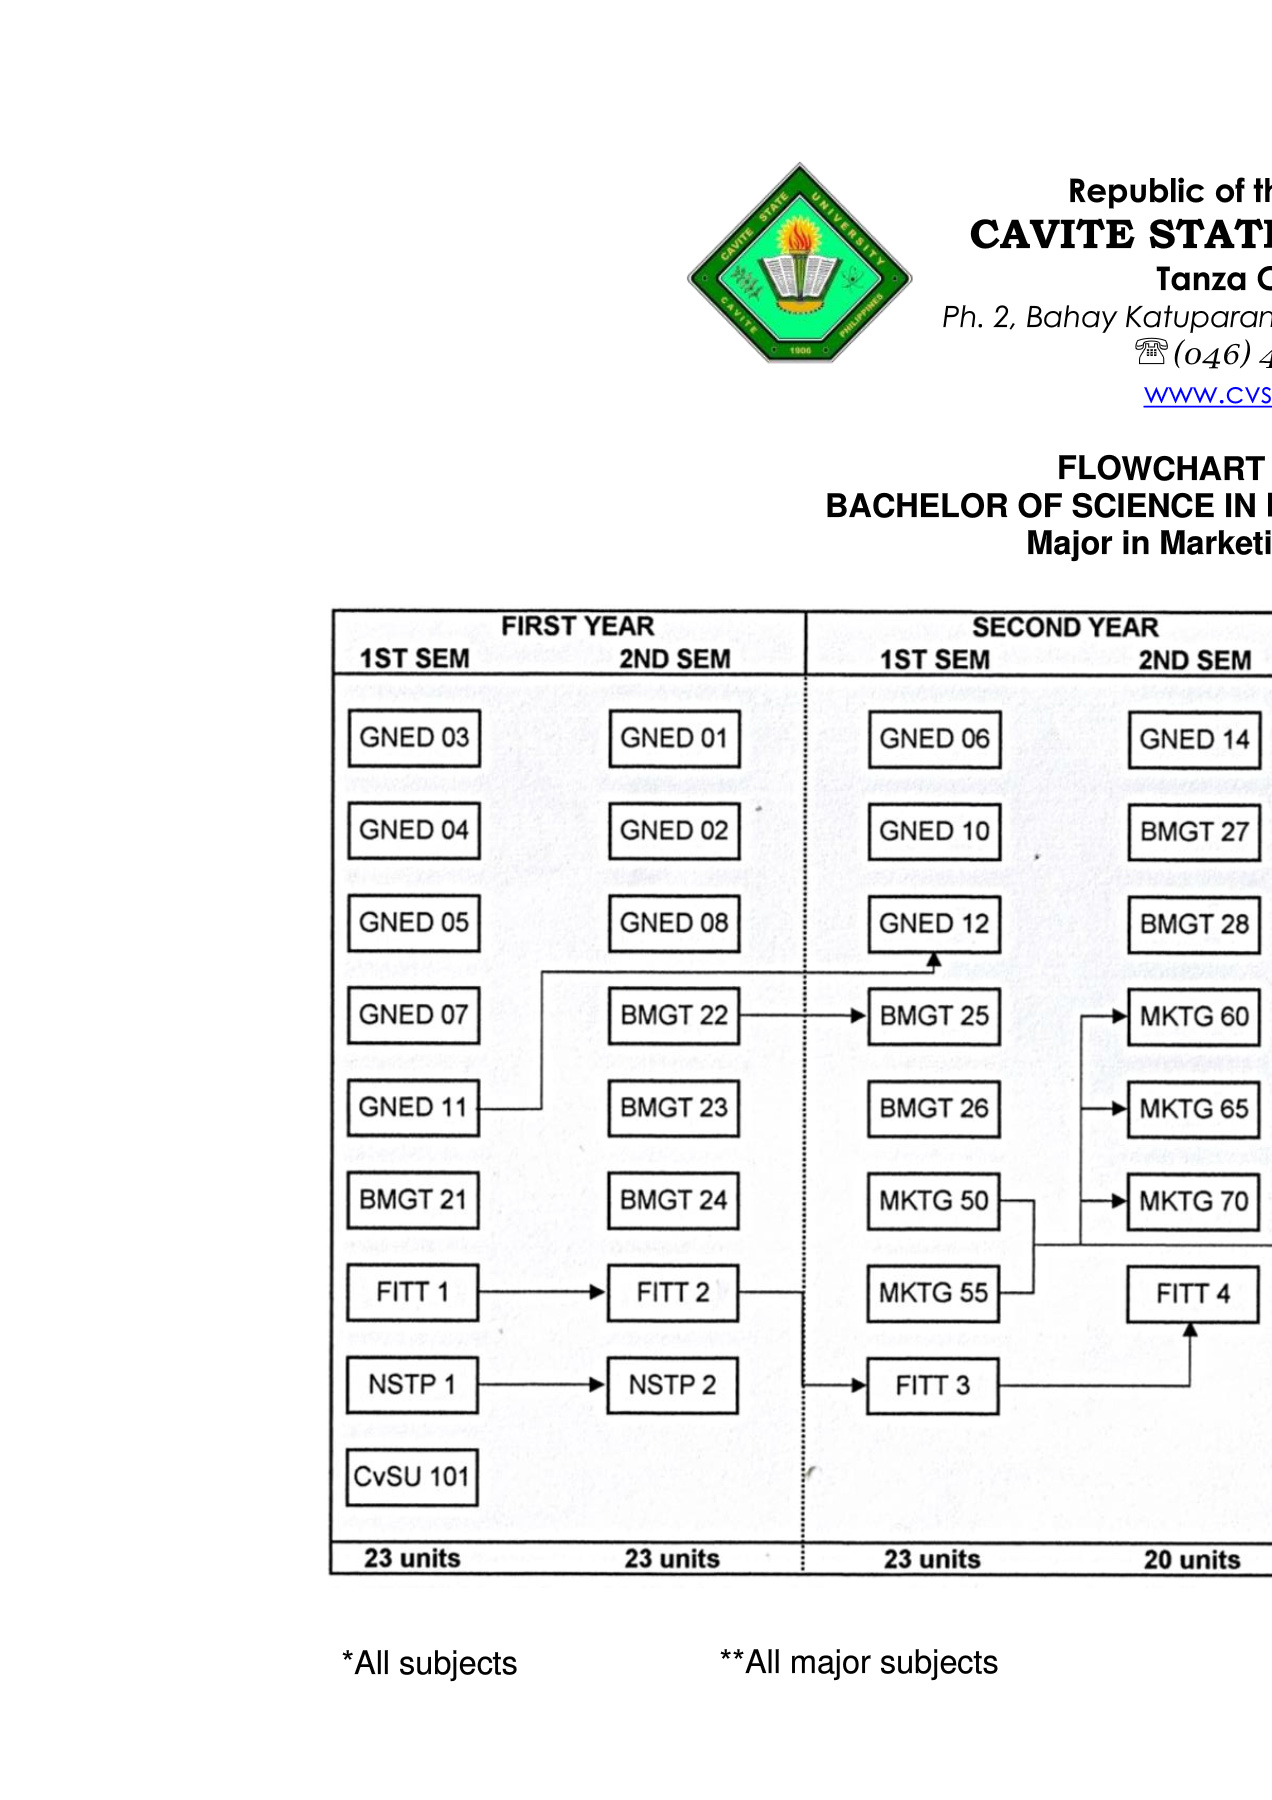 CAVITE STATE UNIVERSITY
CAVITE
PHILIPPINES
1906
Republic of th
CAVITE STATE
Tanza C
Ph. 2, Bahay Katuparan
(046) 4
www.cvs
FLOWCHART
BACHELOR OF SCIENCE IN
Major in Marketi
FIRST YEAR SECOND YEAR
1ST SEM 2ND SEM 1ST SEM 2ND SEM
GNED 03 GNED 01 GNED 06 GNED 14
GNED 04 GNED 02 GNED 10 BMGT 27
GNED 05 GNED 08 GNED 12 BMGT 28
GNED 07 BMGT 22 BMGT 25 MKTG 60
GNED 11 BMGT 23 BMGT 26 MKTG 65
BMGT 21 BMGT 24 MKTG 50 MKTG 70
FITT 1 FITT 2 MKTG 55 FITT 4
NSTP 1 NSTP 2 FITT 3
CvSU 101
23 units 23 units 23 units 20 units
*All subjects **All major subjects